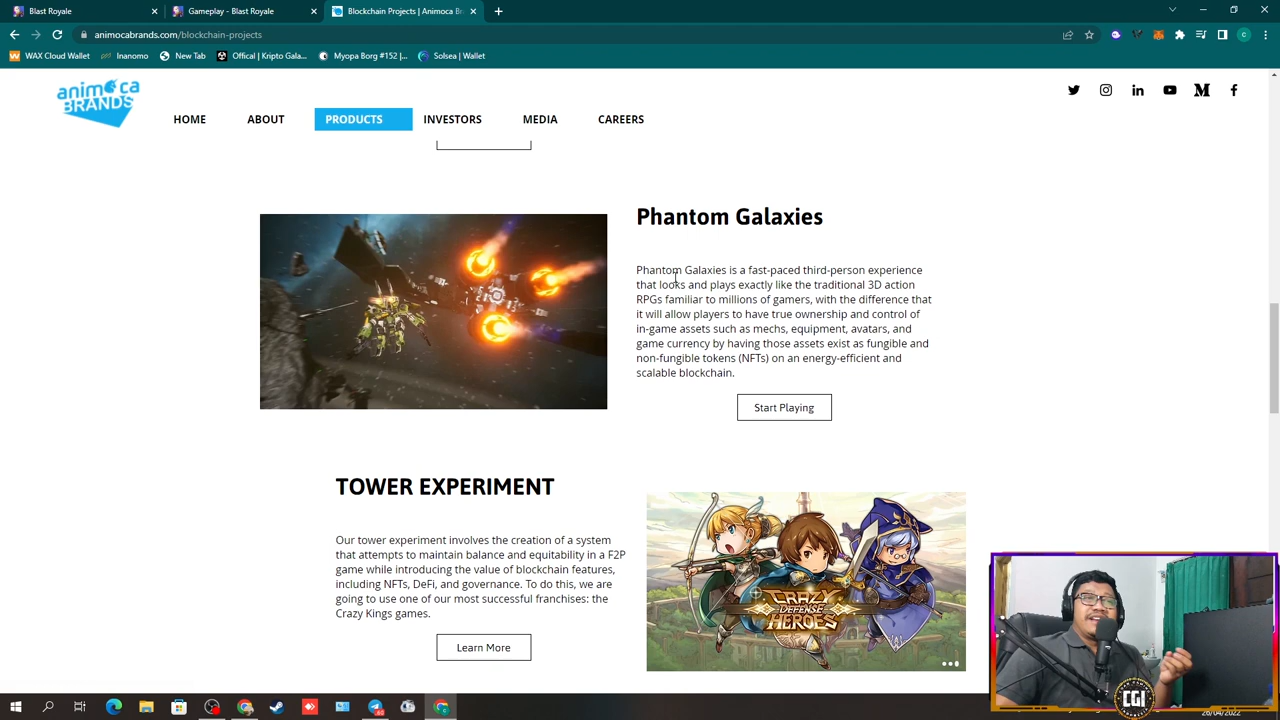 Blast Royale
Gameplay - Blast Royale
Blockchain Projects | Animoca Br
animocabrands.com/blockchain-projects
WAX Cloud Wallet
Inanomo
New Tab
Offical | Kripto Gala...
Myopa Borg #152 |...
Solsea | Wallet
animoca
BRANDS
HOME
ABOUT
PRODUCTS
INVESTORS
MEDIA
CAREERS
Phantom Galaxies
Phantom Galaxies is a fast-paced third-person experience
that looks and plays exactly like the traditional 3D action
RPGs familiar to millions of gamers, with the difference that
it will allow players to have true ownership and control of
in-game assets such as mechs, equipment, avatars, and
game currency by having those assets exist as fungible and
non-fungible tokens (NFTs) on an energy-efficient and
scalable blockchain.
Start Playing
TOWER EXPERIMENT
Our tower experiment involves the creation of a system
that attempts to maintain balance and equitability in a F2P
game while introducing the value of blockchain features,
including NFTs, DeFi, and governance. To do this, we are
going to use one of our most successful franchises: the
Crazy Kings games.
Learn More
CRAZY
DEFENSE
HEROES
CGI
26/04/2022